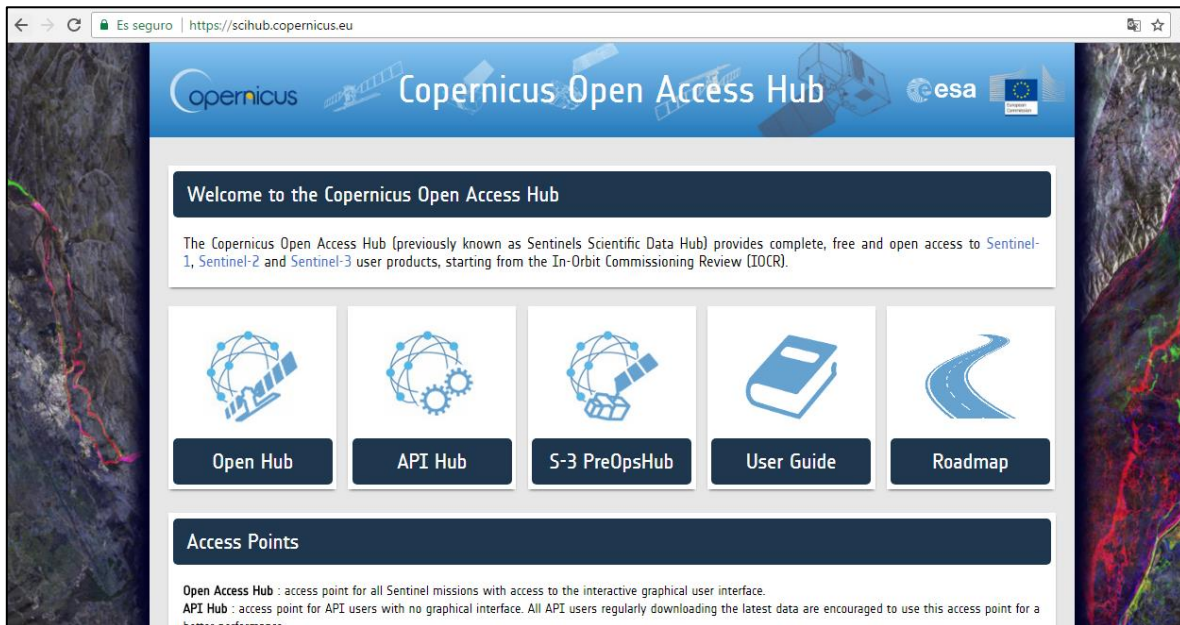 Es seguro | https://scihub.copernicus.eu
opernicus
Copernicus Open Access Hub
esa
European
Commission
Welcome to the Copernicus Open Access Hub
The Copernicus Open Access Hub (previously known as Sentinels Scientific Data Hub) provides complete, free and open access to Sentinel-
1, Sentinel-2 and Sentinel-3 user products, starting from the In-Orbit Commissioning Review (IOCR).
Open Hub
API Hub
S-3 PreOpsHub
User Guide
Roadmap
Access Points
Open Access Hub : access point for all Sentinel missions with access to the interactive graphical user interface.
API Hub : access point for API users with no graphical interface. All API users regularly downloading the latest data are encouraged to use this access point for a
better performance.